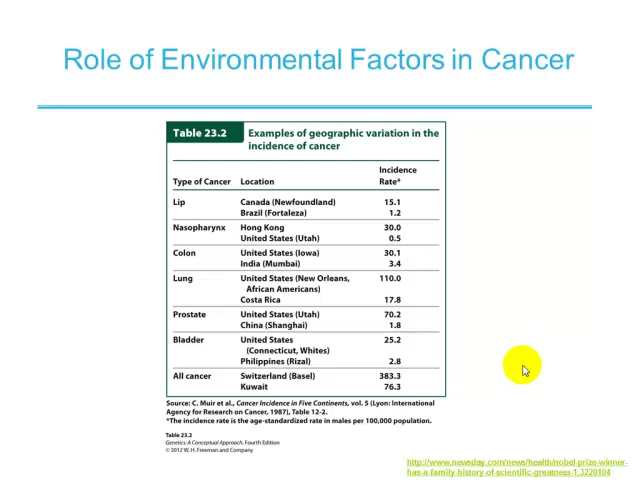 Role of Environmental Factors in Cancer
Table 23.2 Examples of geographic variation in the
incidence of cancer
Incidence
Type of Cancer Location Rate*
Lip Canada (Newfoundland) 15.1
Brazil (Fortaleza) 1.2
Nasopharynx Hong Kong 30.0
United States (Utah) 0.5
Colon United States (Iowa) 30.1
India (Mumbai) 3.4
Lung United States (New Orleans, 110.0
African Americans)
Costa Rica 17.8
Prostate United States (Utah) 70.2
China (Shanghai) 1.8
Bladder United States 25.2
(Connecticut, Whites)
Philippines (Rizal) 2.8
All cancer Switzerland (Basel) 383.3
Kuwait 76.3
Source: C. Muir et al., Cancer Incidence in Five Continents, vol. 5 (Lyon: International
Agency for Research on Cancer, 1987), Table 12-2.
*The incidence rate is the age-standardized rate in males per 100,000 population.
Table 23.2
Genetics: A Conceptual Approach, Fourth Edition
© 2012 W. H. Freeman and Company
http://www.newsday.com/news/health/nobel-prize-winner-
has-a-family-history-of-scientific-greatness-1.3220104